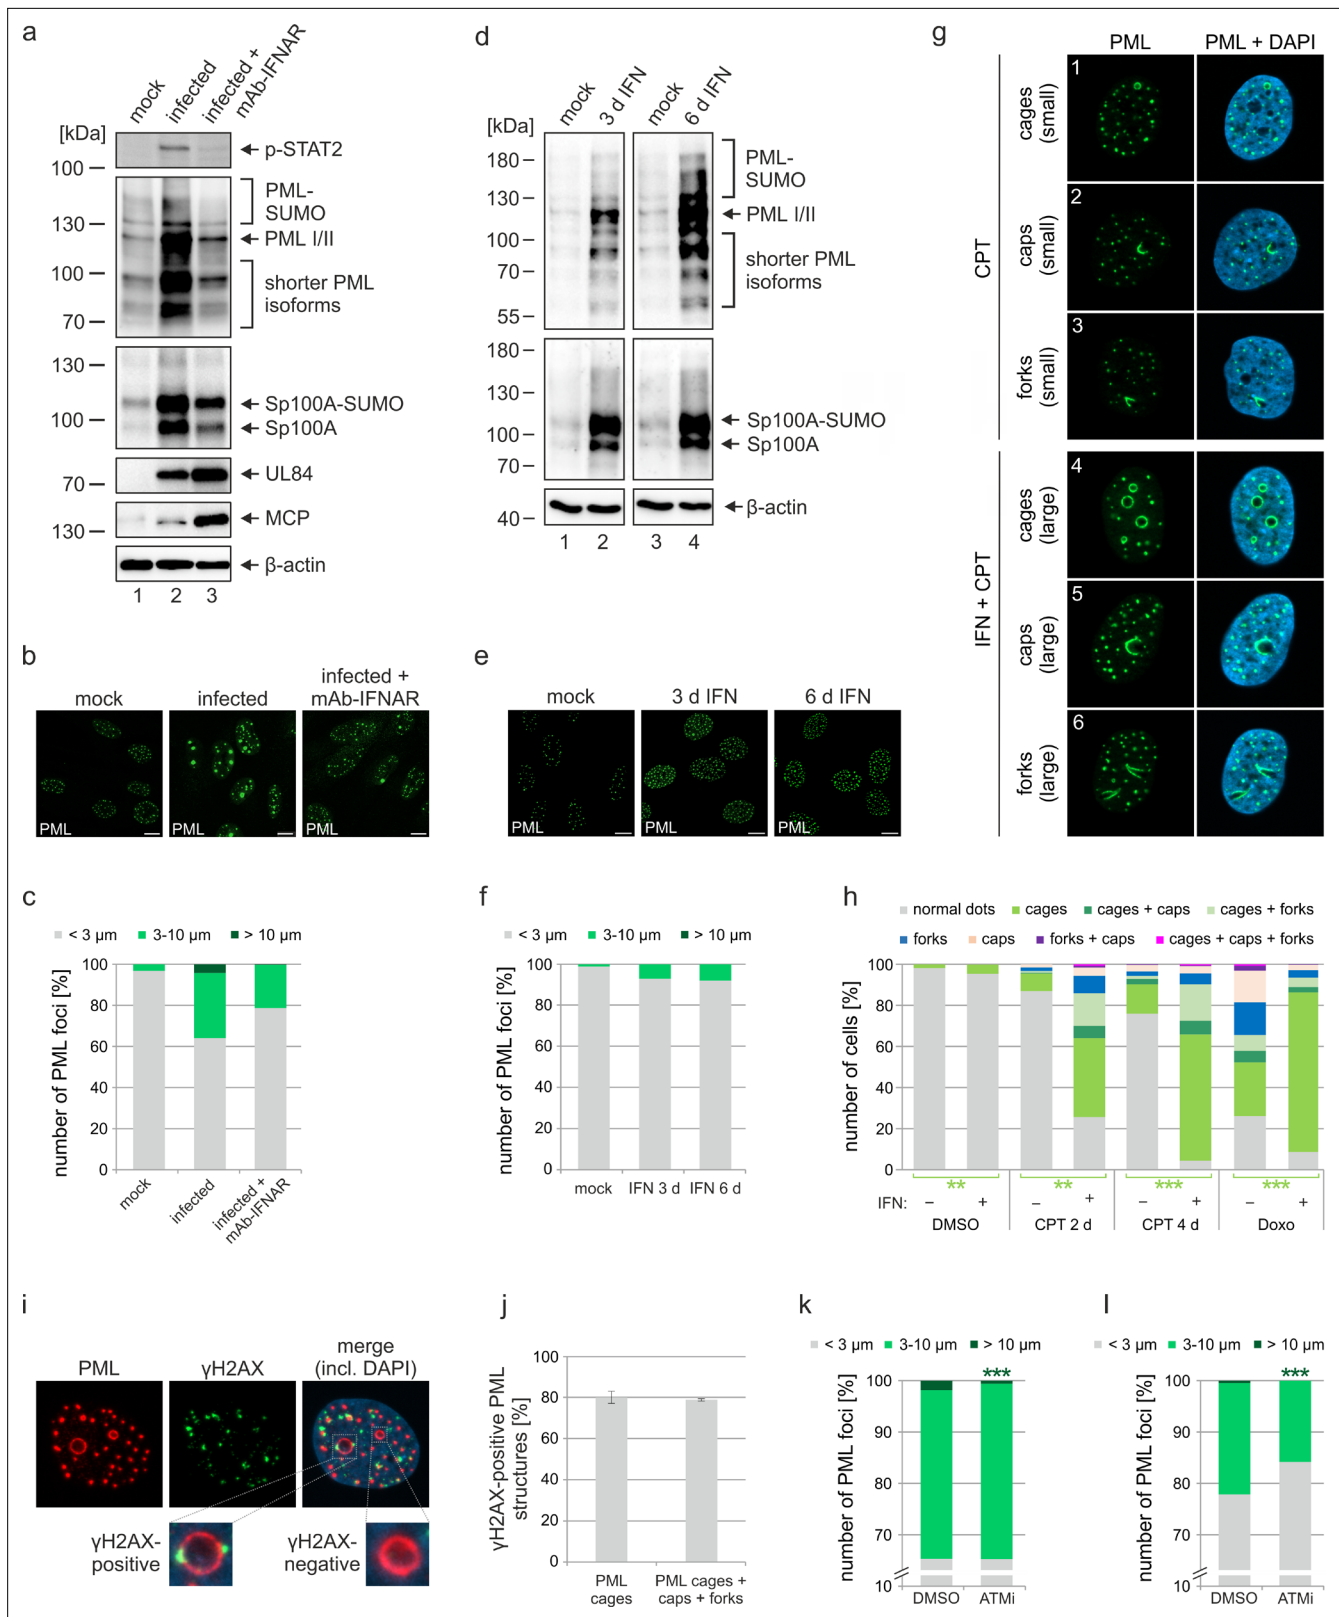 a
mock
infected
infected +
mAb-IFNAR
[kDa]
100
p-STAT2
130
100
70
PML-
SUMO
PML I/II
shorter PML
isoforms
130
100
Sp100A-SUMO
Sp100A
70
UL84
130
MCP
β-actin
1 2 3
b
mock
infected
infected +
mAb-IFNAR
PML
PML
PML
c
< 3 µm 3-10 µm > 10 µm
number of PML foci [%]
100
80
60
40
20
0
mock
infected
infected +
mAb-IFNAR
d
mock
3 d IFN
mock
6 d IFN
[kDa]
180
130
100
70
55
PML-
SUMO
PML I/II
shorter PML
isoforms
180
130
100
70
Sp100A-SUMO
Sp100A
40
β-actin
1 2 3 4
e
mock
3 d IFN
6 d IFN
PML
PML
PML
f
< 3 µm 3-10 µm > 10 µm
number of PML foci [%]
100
80
60
40
20
0
mock IFN 3 d IFN 6 d
g
PML PML + DAPI
CPT
1
cages
(small)
2
caps
(small)
3
forks
(small)
IFN + CPT
4
cages
(large)
5
caps
(large)
6
forks
(large)
h
normal dots cages cages + caps cages + forks
forks caps forks + caps cages + caps + forks
number of cells [%]
100
80
60
40
20
0
** ** *** ***
IFN: – + – + – + – +
DMSO CPT 2 d CPT 4 d Doxo
i
PML
γH2AX
merge
(incl. DAPI)
γH2AX-
positive
γH2AX-
negative
j
γH2AX-positive PML
structures [%]
100
80
60
40
20
0
PML
cages
PML cages +
caps + forks
k
< 3 µm 3-10 µm > 10 µm
number of PML foci [%]
***
100
90
80
70
10
DMSO ATMi
l
< 3 µm 3-10 µm > 10 µm
number of PML foci [%]
***
100
90
80
70
10
DMSO ATMi